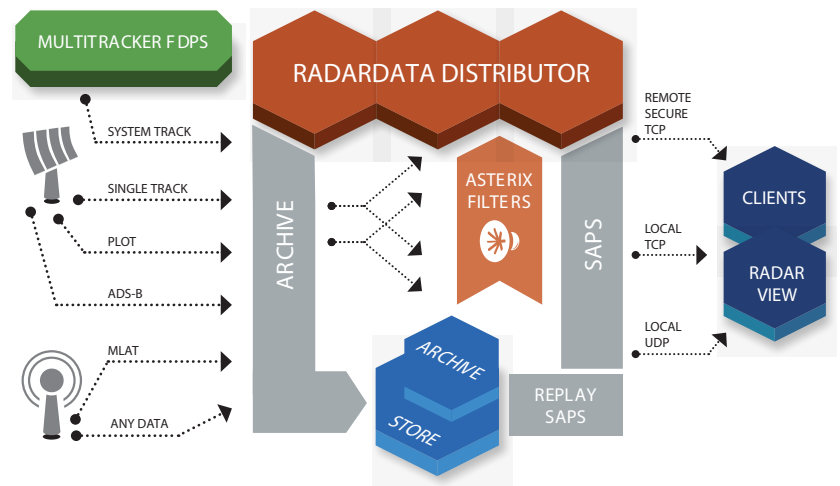 MULTITRACKER FDPS
RADARDATA DISTRIBUTOR
SYSTEM TRACK
SINGLE TRACK
PLOT
ADS-B
MLAT
ANY DATA
ARCHIVE
ASTERIX
FILTERS
SAPS
REMOTE
SECURE
TCP
LOCAL
TCP
LOCAL
UDP
CLIENTS
RADAR
VIEW
ARCHIVE
STORE
REPLAY
SAPS